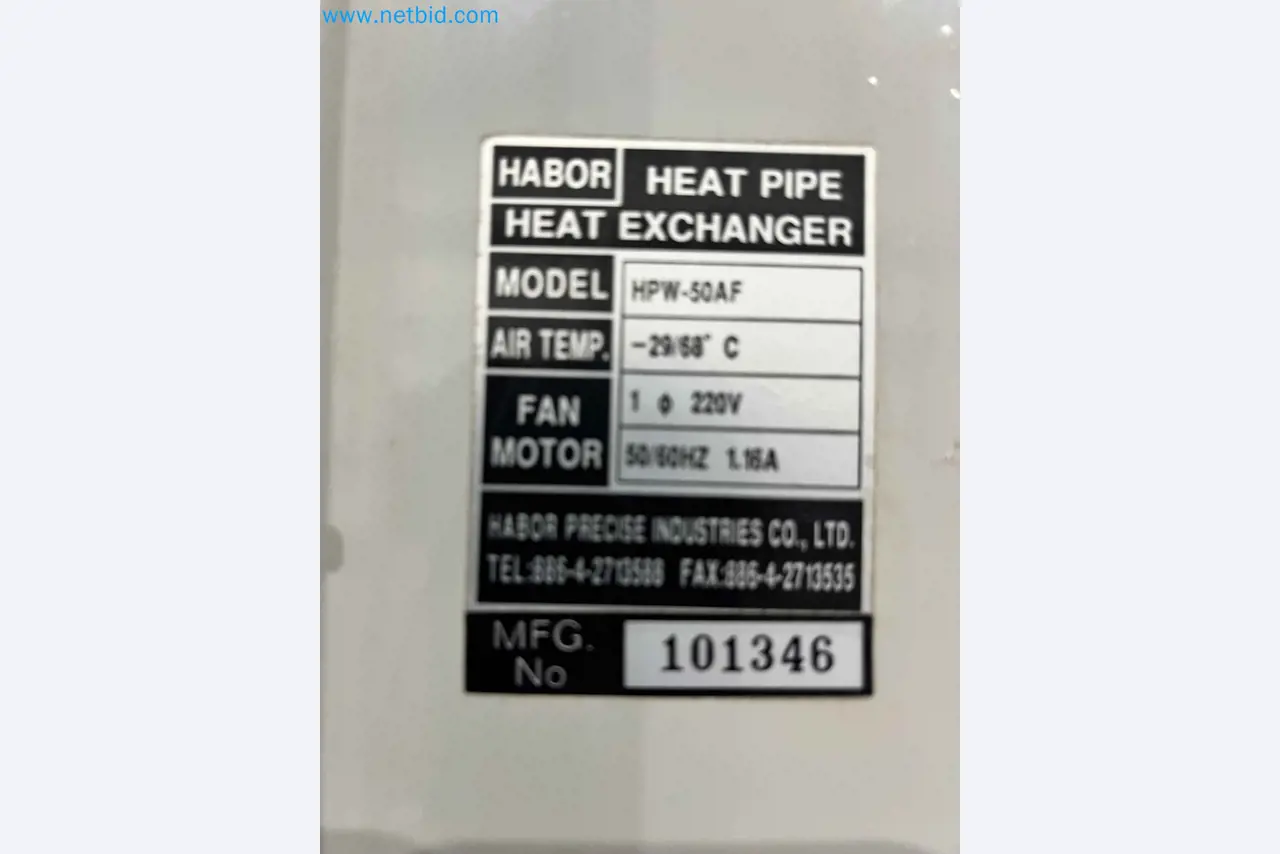 www.netbid.com
HABOR HEAT PIPE
HEAT EXCHANGER
MODEL HPW-50AF
AIR TEMP. -29/68° C
FAN MOTOR
1 ϕ 220V
50/60HZ 1.16A
HABOR PRECISE INDUSTRIES CO., LTD.
TEL:886-4-2713588 FAX:886-4-2713535
MFG. No 101346